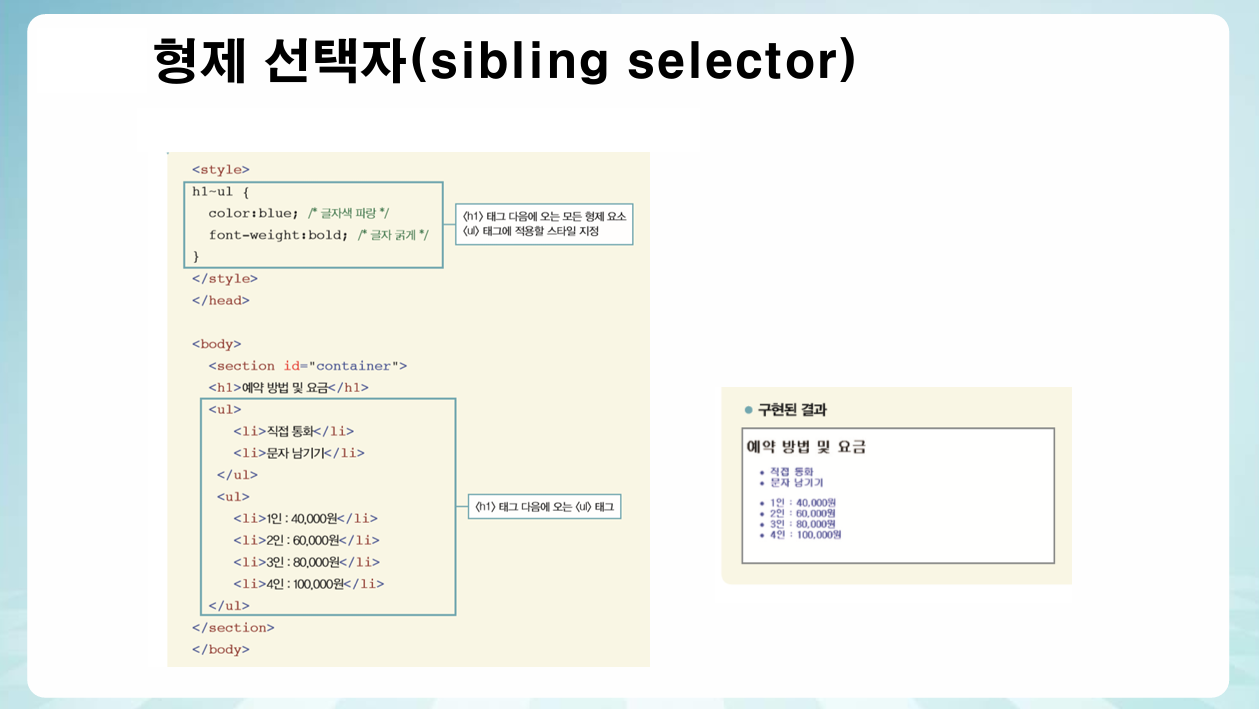 형제 선택자(sibling selector)
<style>
h1~ul {
color:blue; /* 글자색 파랑 */
font-weight:bold; /* 글자 굵게 */
}
</style>
</head>
<h1> 태그 다음에 오는 모든 형제 요소
<ul> 태그에 적용할 스타일 지정
<body>
<section id="container">
<h1>예약 방법 및 요금</h1>
<ul>
<li>직접 통화</li>
<li>문자 남기기</li>
</ul>
<ul>
<li>1인 : 40,000원</li>
<li>2인 : 60,000원</li>
<li>3인 : 80,000원</li>
<li>4인 : 100,000원</li>
</ul>
</section>
</body>
<h1> 태그 다음에 오는 <ul> 태그
● 구현된 결과
예약 방법 및 요금
• 직접 통화
• 문자 남기기
• 1인 : 40,000원
• 2인 : 60,000원
• 3인 : 80,000원
• 4인 : 100,000원